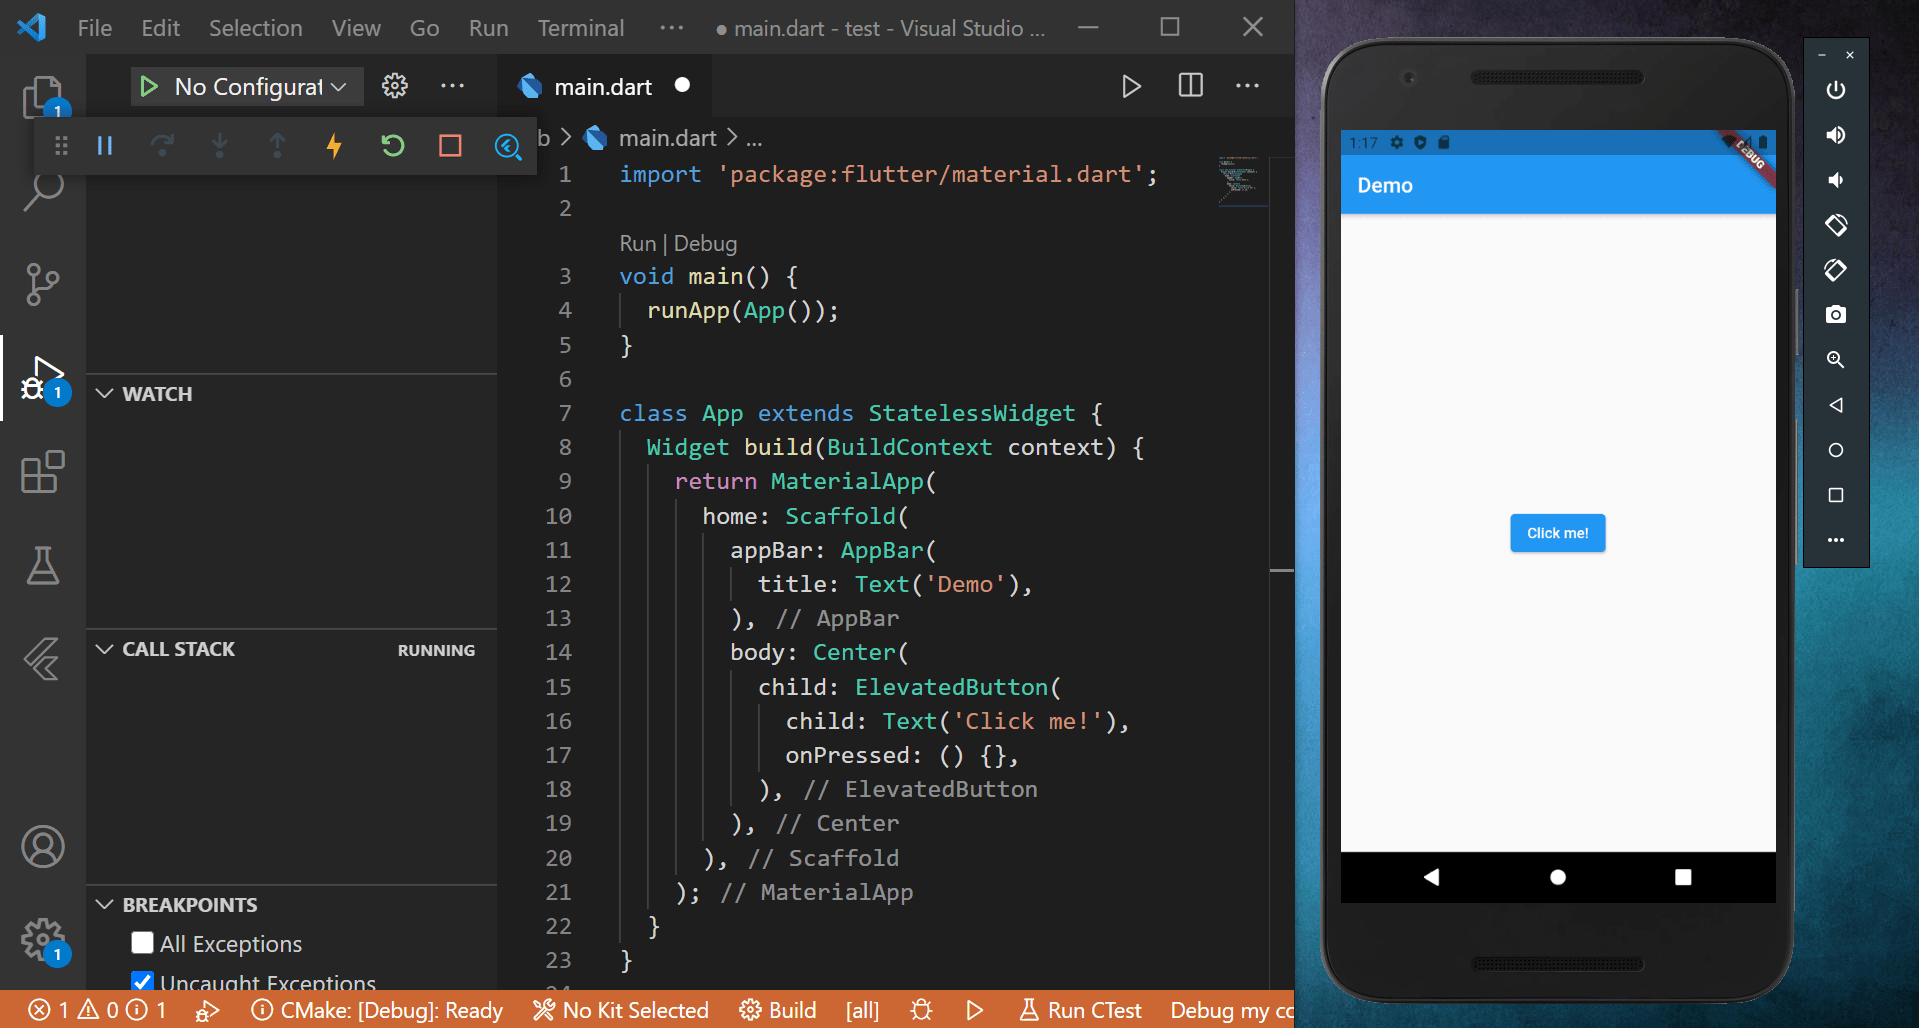 File Edit Selection View Go Run Terminal ··· ● main.dart - test - Visual Studio ...
No Configurat
main.dart
1
b > main.dart > ...
1 import 'package:flutter/material.dart';
2
Run | Debug
3 void main() {
4 runApp(App());
5 }
6
7 class App extends StatelessWidget {
8 Widget build(BuildContext context) {
9 return MaterialApp(
10 home: Scaffold(
11 appBar: AppBar(
12 title: Text('Demo'),
13 ), // AppBar
14 body: Center(
15 child: ElevatedButton(
16 child: Text('Click me!'),
17 onPressed: () {},
18 ), // ElevatedButton
19 ), // Center
20 ), // Scaffold
21 ); // MaterialApp
22 }
23 }
1
WATCH
CALL STACK RUNNING
BREAKPOINTS
All Exceptions
Uncaught Exceptions
1
1 0 1 CMake: [Debug]: Ready No Kit Selected Build [all] Run CTest Debug my co
1:17
DEBUG
Demo
Click me!